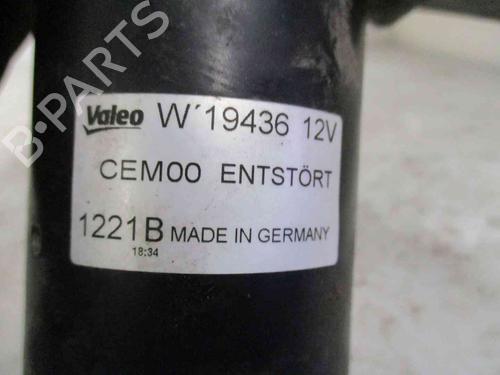 B-PARTS
Valeo W´19436 12V
CEM00 ENTSTÖRT
1221B MADE IN GERMANY
18:34